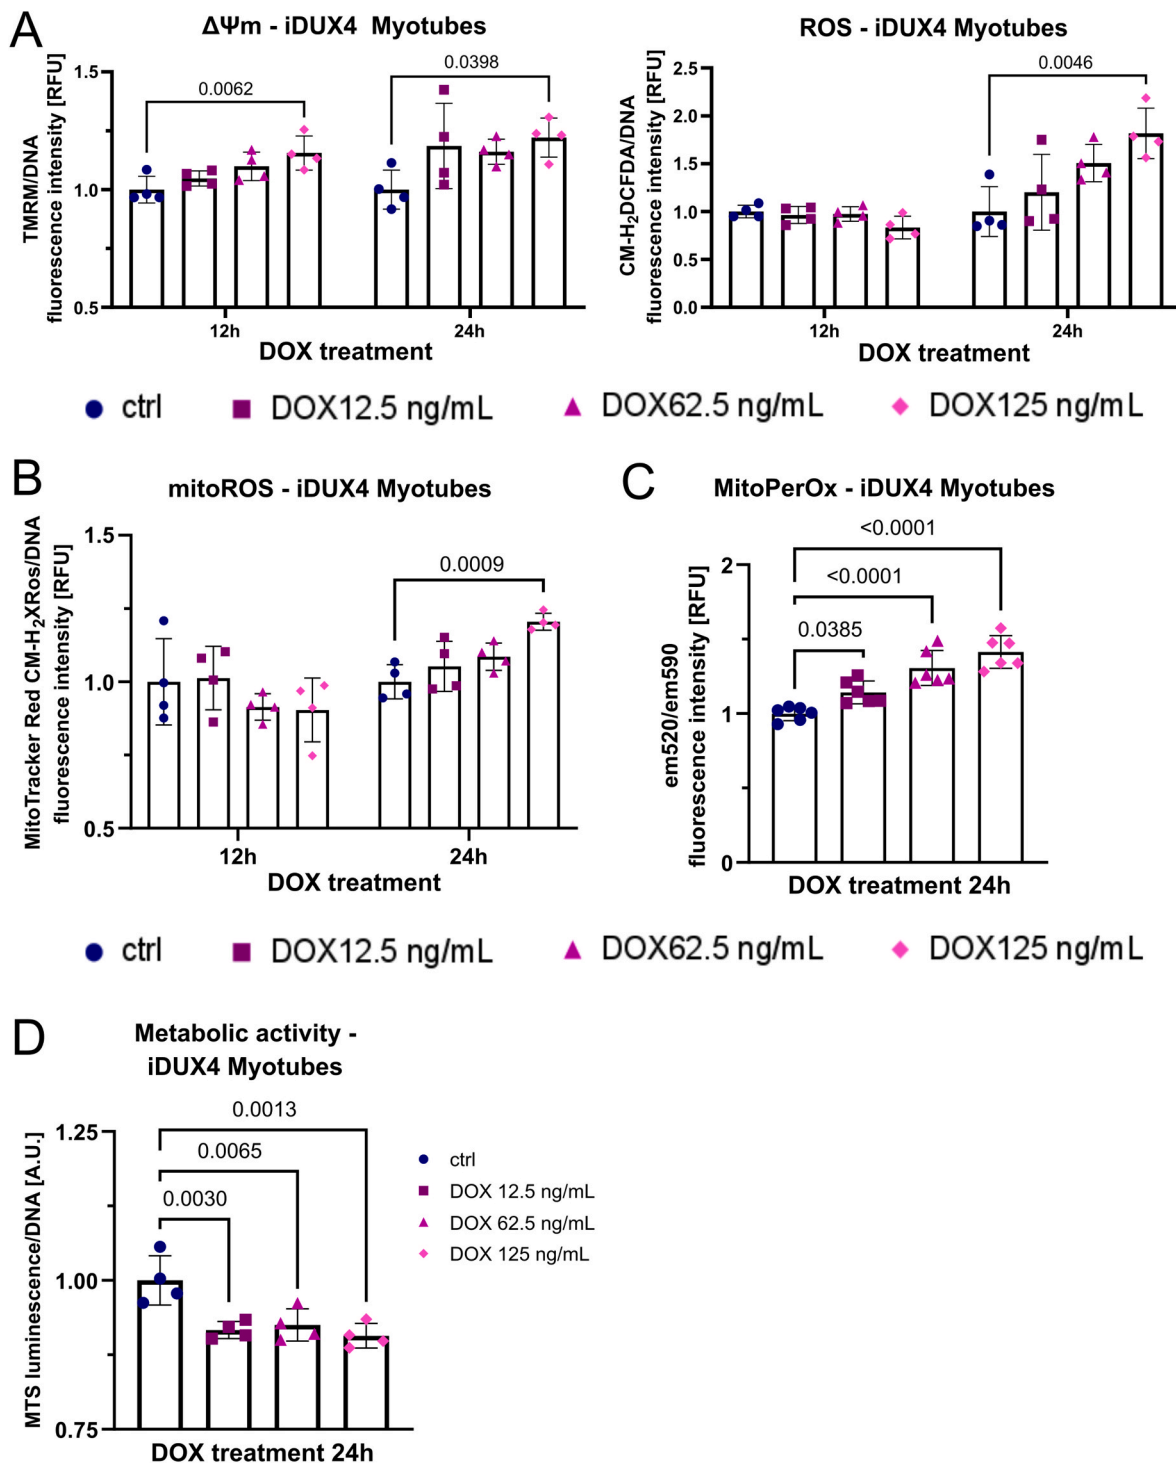 A
ΔΨm - iDUX4 Myotubes
TMRM/DNA
fluorescence intensity [RFU]
1.5
1.0
0.5
0.0062
0.0398
12h
24h
DOX treatment
ROS - iDUX4 Myotubes
CM-H2DCFDA/DNA
fluorescence intensity [RFU]
2.5
2.0
1.5
1.0
0.5
0.0
0.0046
12h
24h
DOX treatment
ctrl
DOX12.5 ng/mL
DOX62.5 ng/mL
DOX125 ng/mL
B
mitoROS - iDUX4 Myotubes
MitoTracker Red CM-H2XRos/DNA
fluorescence intensity [RFU]
1.5
1.0
0.5
0.0009
12h
24h
DOX treatment
C
MitoPerOx - iDUX4 Myotubes
em520/em590
fluorescence intensity [RFU]
2
1
0
<0.0001
<0.0001
0.0385
DOX treatment 24h
ctrl
DOX12.5 ng/mL
DOX62.5 ng/mL
DOX125 ng/mL
D
Metabolic activity -
iDUX4 Myotubes
MTS luminescence/DNA [A.U.]
1.25
1.00
0.75
0.0013
0.0065
0.0030
ctrl
DOX 12.5 ng/mL
DOX 62.5 ng/mL
DOX 125 ng/mL
DOX treatment 24h